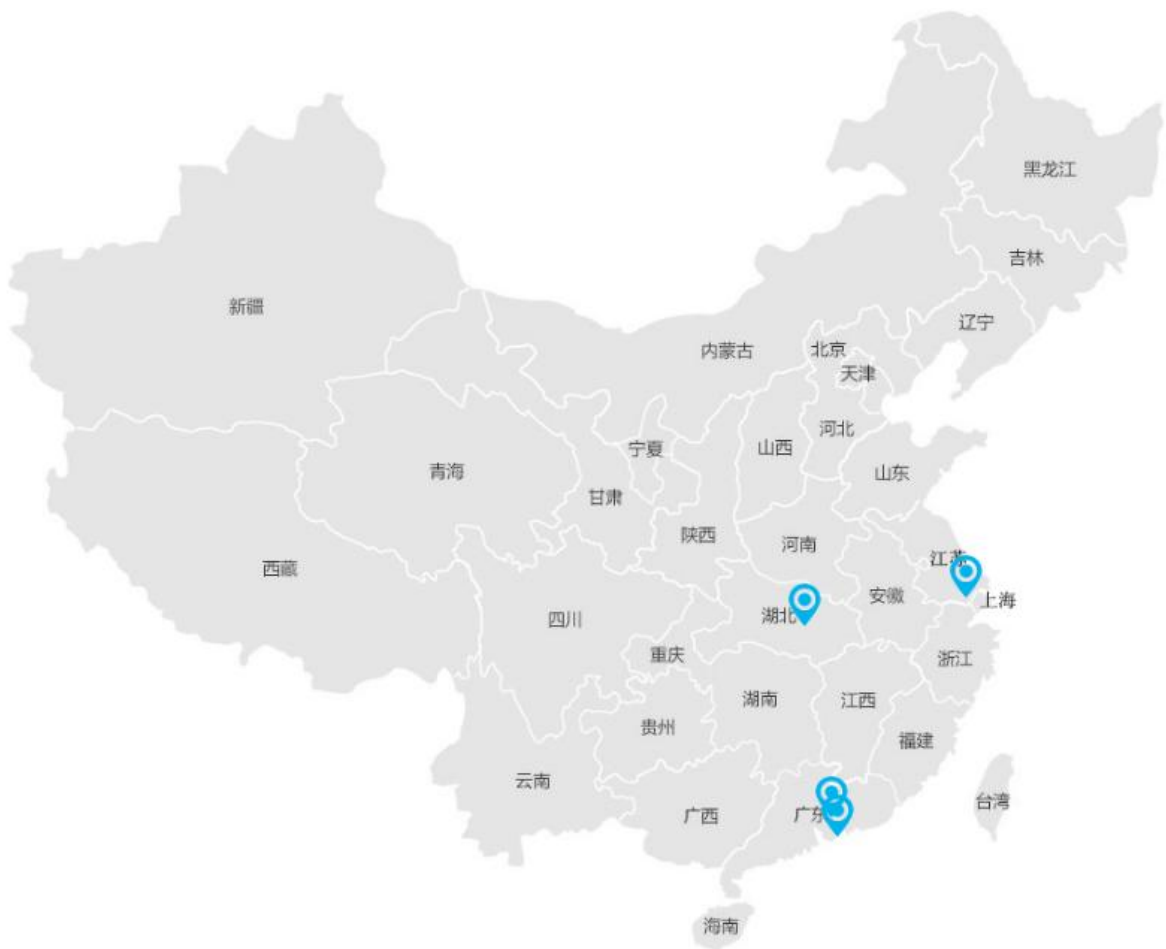 黑龙江
吉林
新疆
辽宁
内蒙古
北京
天津
河北
宁夏
山西
青海
山东
甘肃
陕西
河南
江苏
西藏
安徽
上海
湖北
四川
重庆
浙江
湖南
江西
贵州
福建
云南
台湾
广西
广东
海南